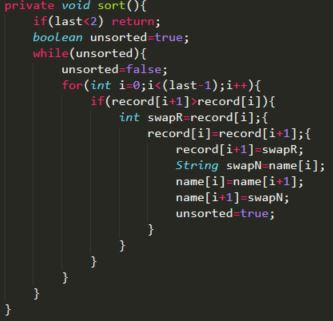 private void sort(){
if(last<2) return;
boolean unsorted=true;
while(unsorted){
unsorted=false;
for(int i=0;i<(last-1);i++){
if(record[i+1]>record[i]){
int swapR=record[i];{
record[i]=record[i+1];{
record[i+1]=swapR;
String swapN=name[i];
name[i]=name[i+1];
name[i+1]=swapN;
unsorted=true;
}
}
}
}
}
}